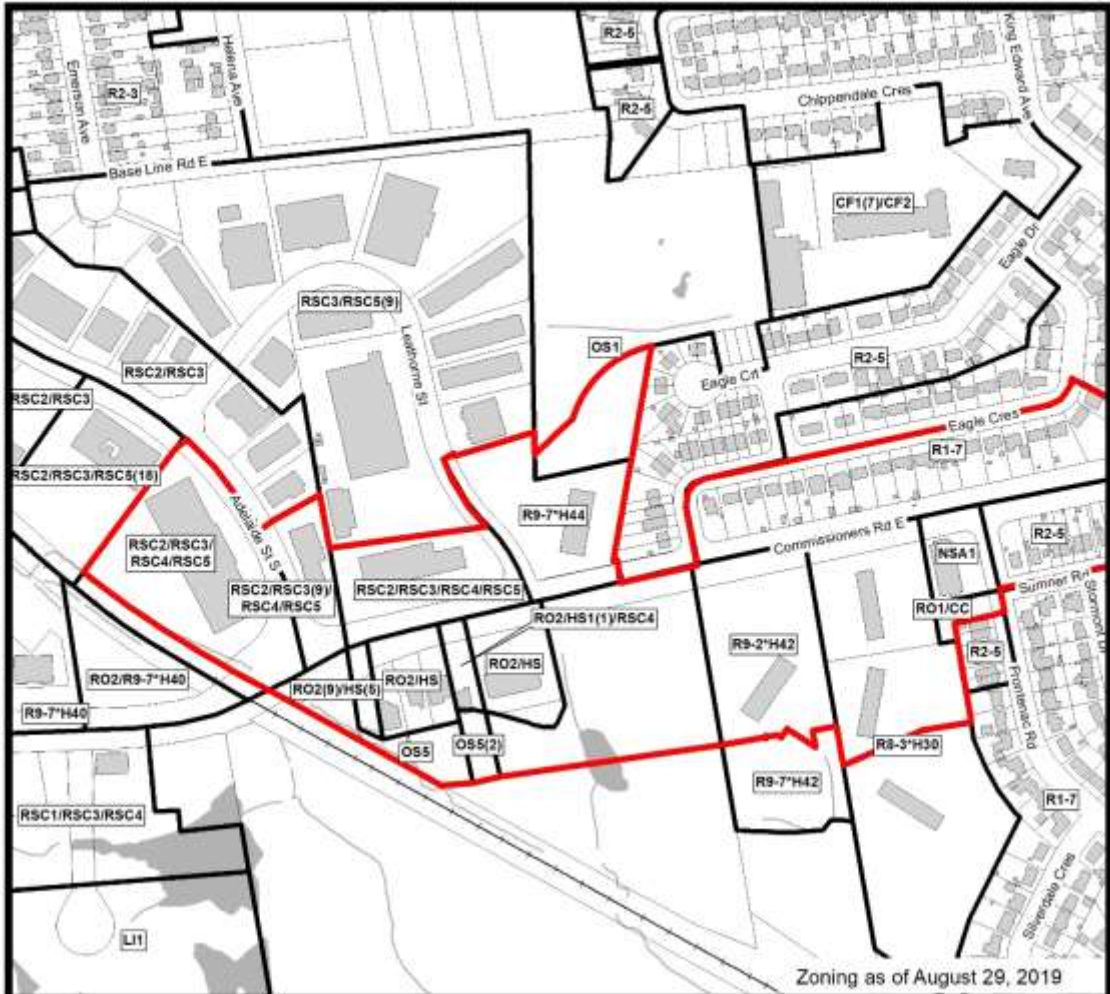 R2-5
King Edward Ave
Helena Ave
Emerson Ave
R2-3
R2-5
Chippendale Cres
Base Line Rd E
CF1(7)/CF2
Eagle Dr
RSC3/RSC5(9)
Leathorne St
OS1
RSC2/RSC3
R2-5
Eagle Crt
RSC2/RSC3
Eagle Cres
R1-7
RSC2/RSC3/RSC5(18)
Adelaide St S
R9-7*H44
Commissioners Rd E
RSC2/RSC3/
RSC4/RSC5
NSA1
R2-5
RSC2/RSC3(9)/
RSC4/RSC5
RSC2/RSC3/RSC4/RSC5
Sumner Rd
Stormont Dr
RO1/CC
RO2/HS1(1)/RSC4
R9-2*H42
R2-5
RO2/HS
RO2/HS
RO2/R9-7*H40
RO2(9)/HS(5)
Frontenac Rd
R9-7*H40
OS5
OS5(2)
R8-3*H30
R9-7*H42
R1-7
RSC1/RSC3/RSC4
Silverdale Cres
LI1
Zoning as of August 29, 2019